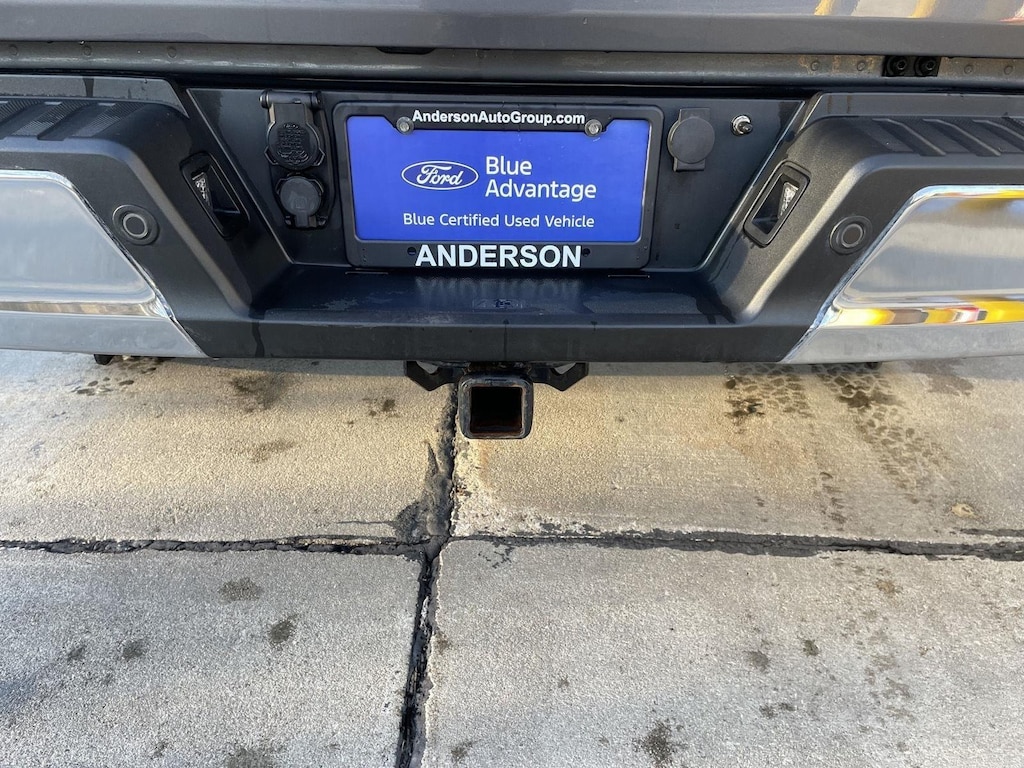 AndersonAutoGroup.com
Ford
Blue
Advantage
Blue Certified Used Vehicle
ANDERSON